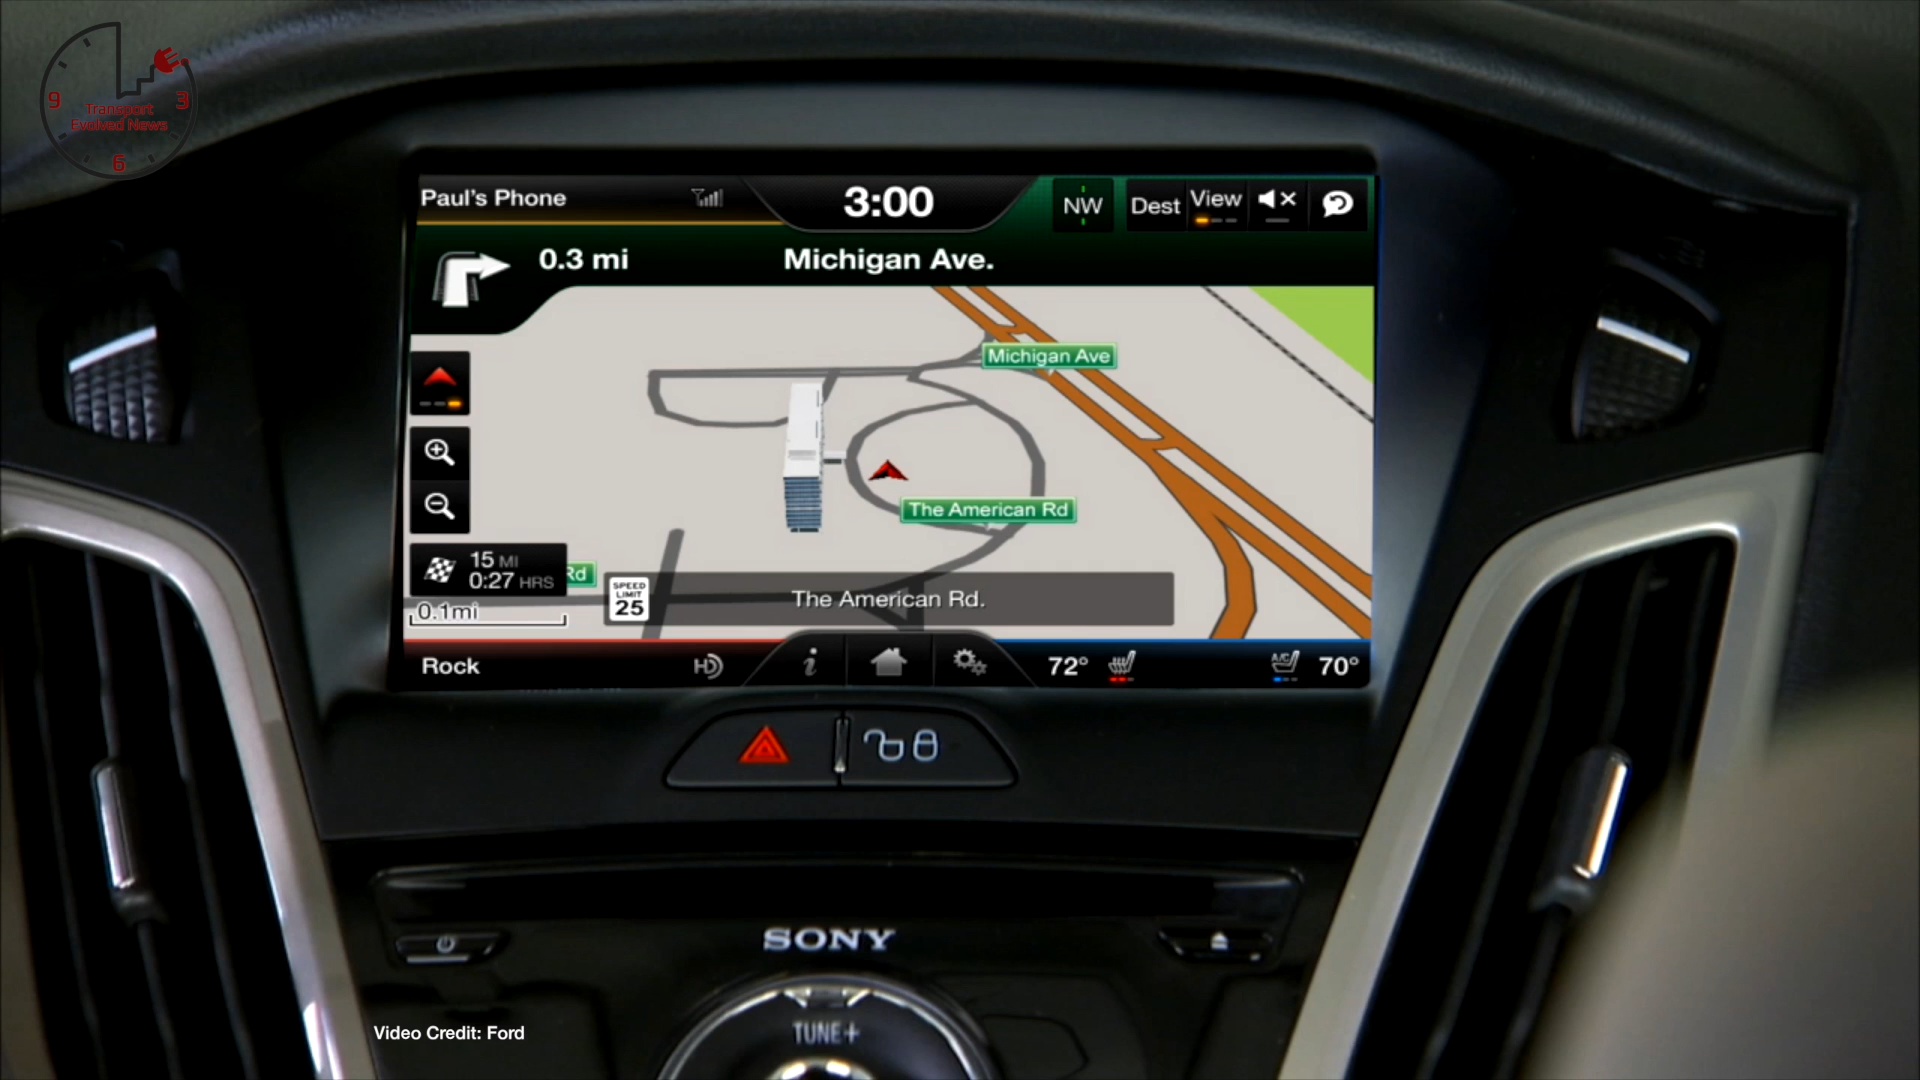 9
3
6
Transport
Evolved News
Paul's Phone
3:00
NW
Dest
View
0.3 mi
Michigan Ave.
Michigan Ave
The American Rd
15 MI
0:27 HRS
Rd
0.1mi
SPEED
LIMIT
25
The American Rd.
Rock
HD
i
72°
A/C
70°
SONY
TUNE+
Video Credit: Ford